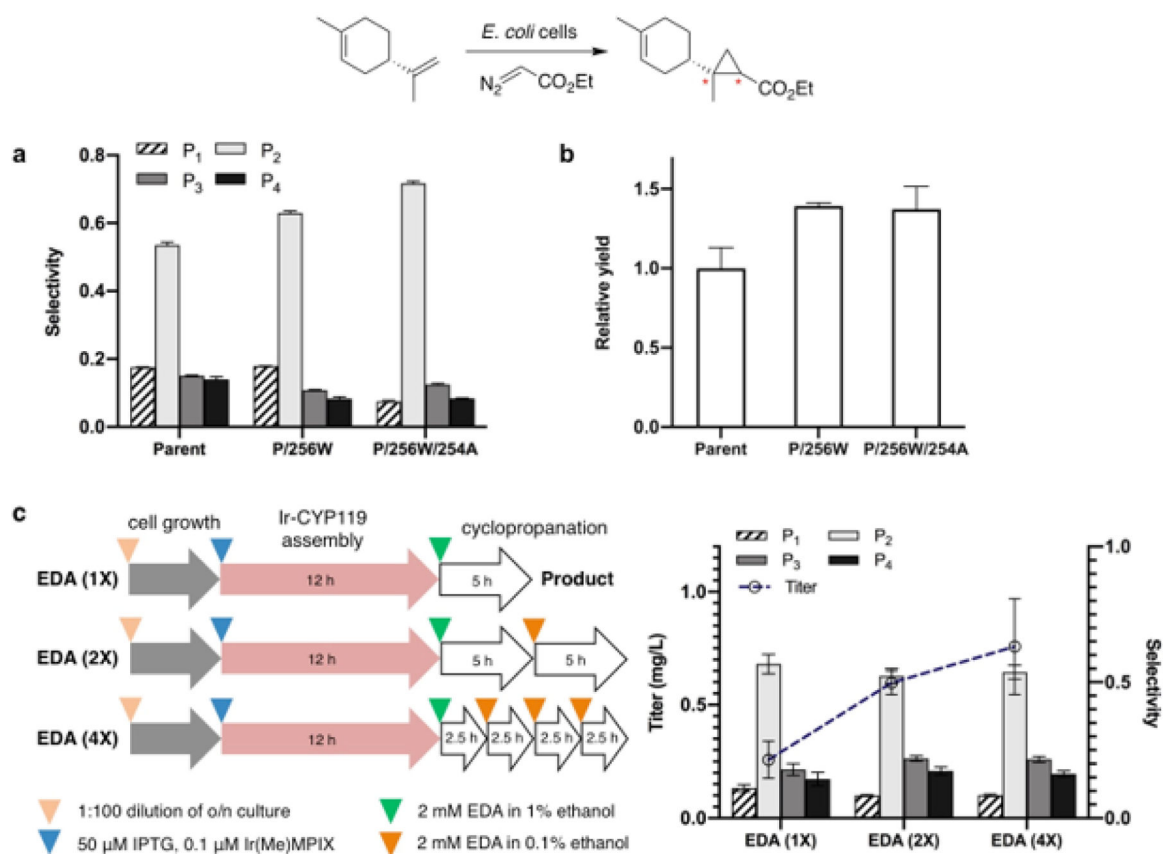 E. coli cells
N2 CO2Et
CO2Et
* *
a
P1 P2
P3 P4
Selectivity
0.8
0.6
0.4
0.2
0.0
Parent P/256W P/256W/254A
b
Relative yield
1.5
1.0
0.5
0.0
Parent P/256W P/256W/254A
c
cell growth
Ir-CYP119
assembly
cyclopropanation
EDA (1X) 12 h 5 h Product
EDA (2X) 12 h 5 h 5 h
EDA (4X) 12 h 2.5 h 2.5 h 2.5 h 2.5 h
1:100 dilution of o/n culture
50 µM IPTG, 0.1 µM Ir(Me)MPIX
2 mM EDA in 1% ethanol
2 mM EDA in 0.1% ethanol
P1 P2
P3 P4
Titer
Titer (mg/L)
1.0
0.5
0.0
1.0
0.5
0.0
Selectivity
EDA (1X) EDA (2X) EDA (4X)